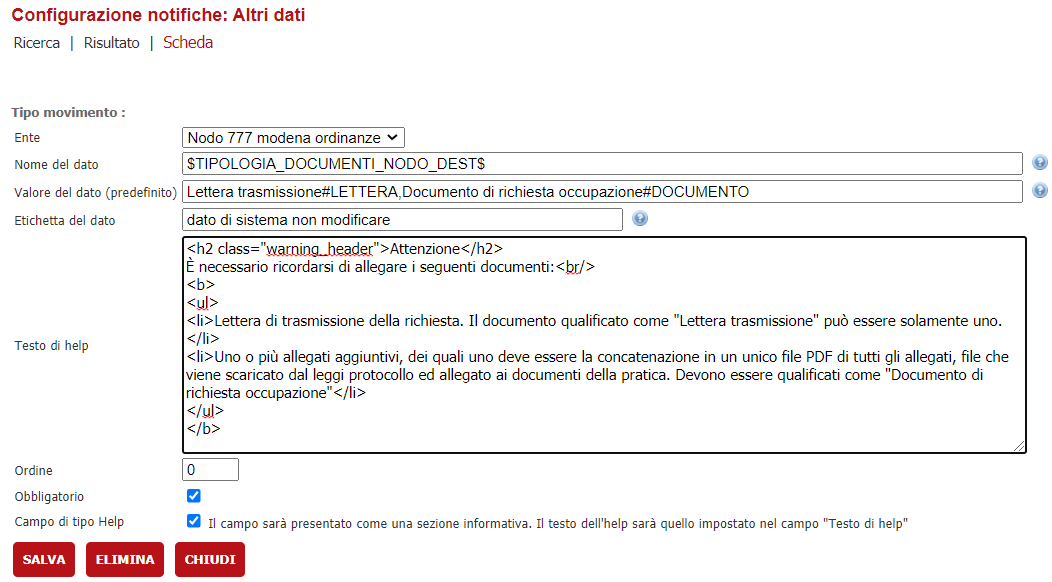 Configurazione notifiche: Altri dati
Ricerca | Risultato | Scheda
Tipo movimento :
Ente Nodo 777 modena ordinanze
Nome del dato $TIPOLOGIA_DOCUMENTI_NODO_DEST$
Valore del dato (predefinito) Lettera trasmissione#LETTERA,Documento di richiesta occupazione#DOCUMENTO
Etichetta del dato dato di sistema non modificare
Testo di help
<h2 class="warning_header">Attenzione</h2>
È necessario ricordarsi di allegare i seguenti documenti:<br/>
<b>
<ul>
<li>Lettera di trasmissione della richiesta. Il documento qualificato come "Lettera trasmissione" può essere solamente uno.
</li>
<li>Uno o più allegati aggiuntivi, dei quali uno deve essere la concatenazione in un unico file PDF di tutti gli allegati, file che
viene scaricato dal leggi protocollo ed allegato ai documenti della pratica. Devono essere qualificati come "Documento di
richiesta occupazione"</li>
</ul>
</b>
Ordine 0
Obbligatorio
Campo di tipo Help Il campo sarà presentato come una sezione informativa. Il testo dell'help sarà quello impostato nel campo "Testo di help"
SALVA ELIMINA CHIUDI